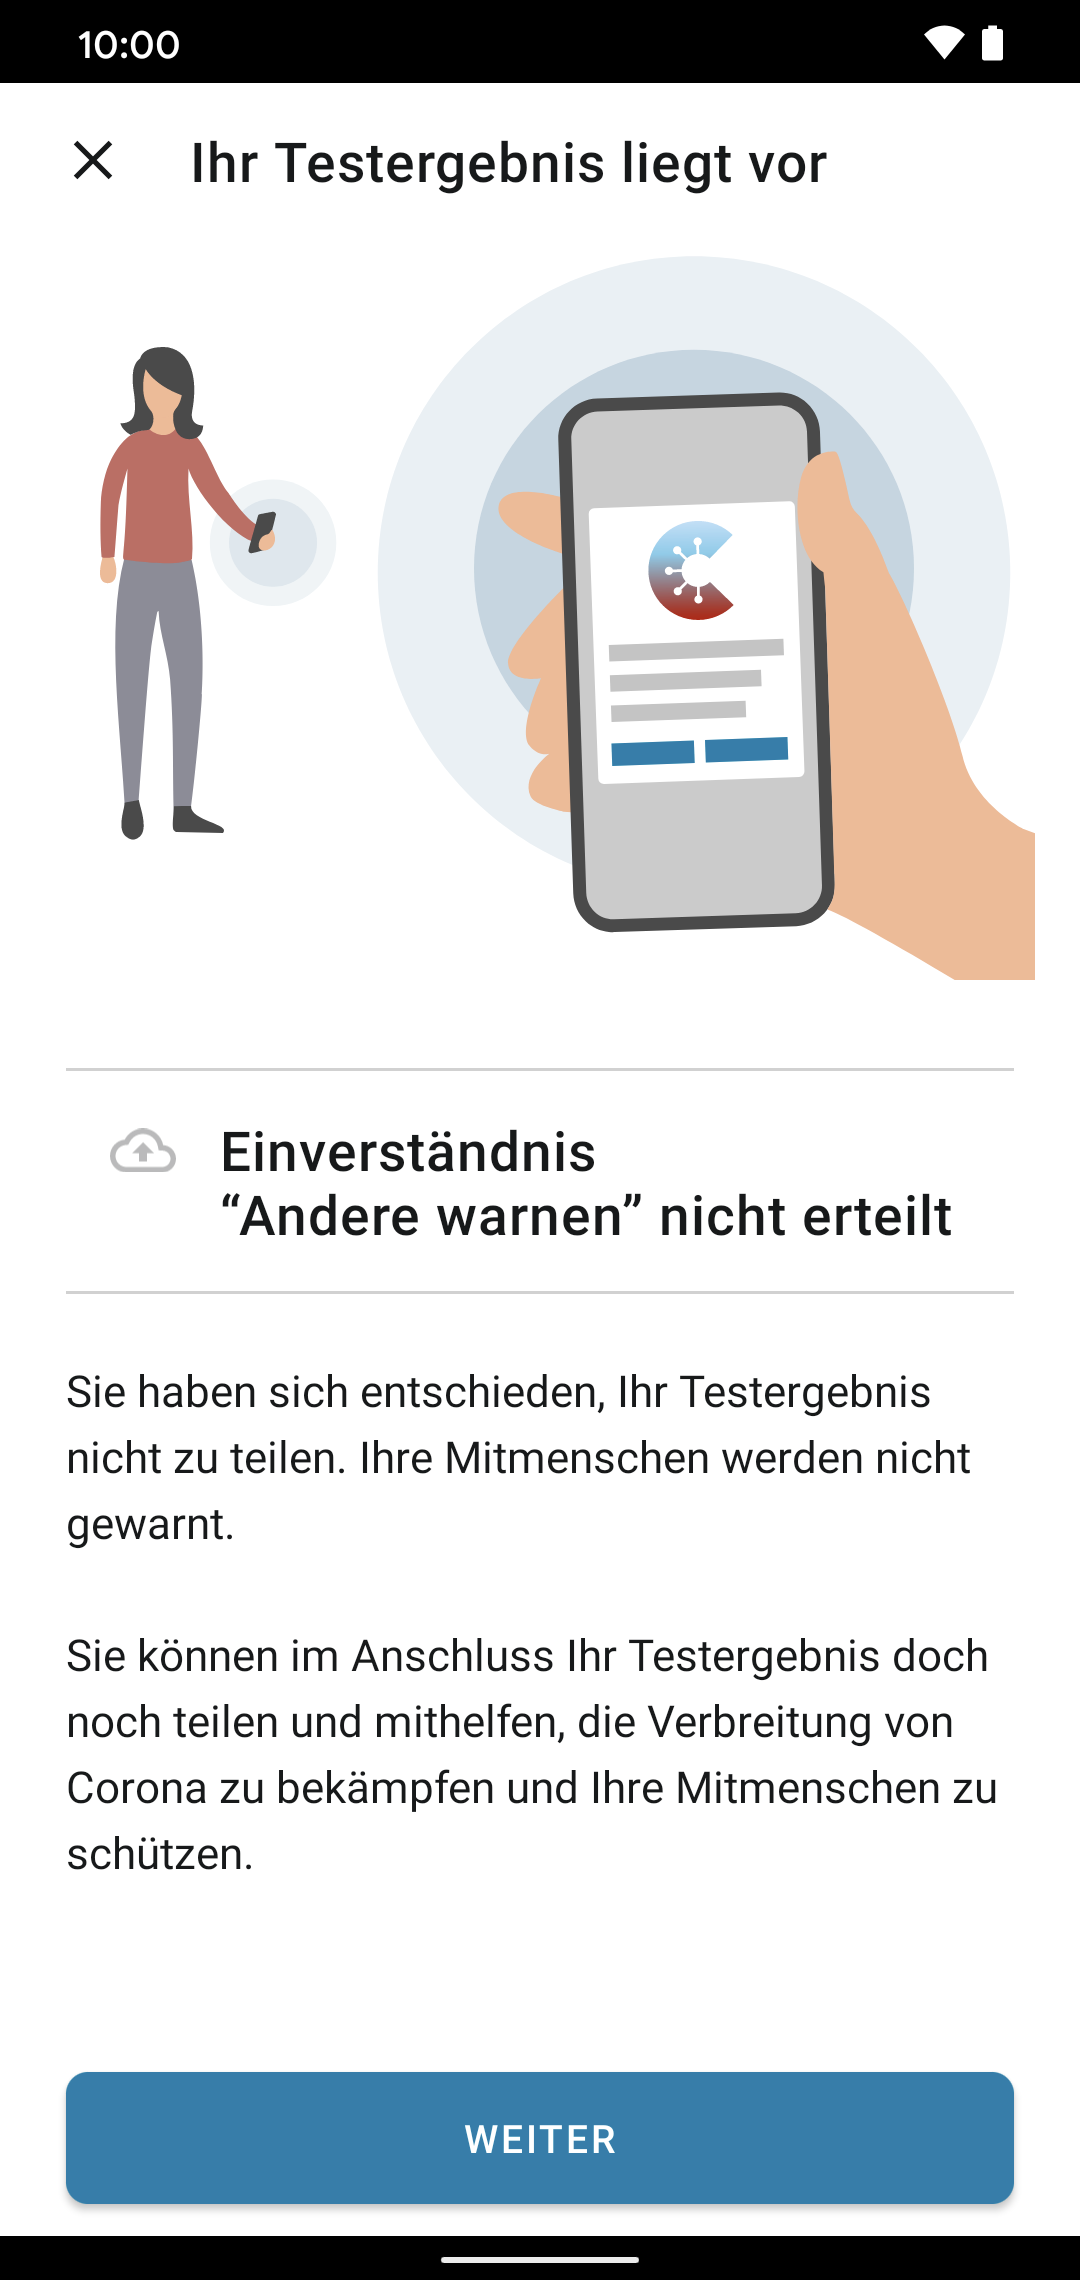 10:00
Ihr Testergebnis liegt vor
Einverständnis
“Andere warnen” nicht erteilt
Sie haben sich entschieden, Ihr Testergebnis
nicht zu teilen. Ihre Mitmenschen werden nicht
gewarnt.
Sie können im Anschluss Ihr Testergebnis doch
noch teilen und mithelfen, die Verbreitung von
Corona zu bekämpfen und Ihre Mitmenschen zu
schützen.
WEITER